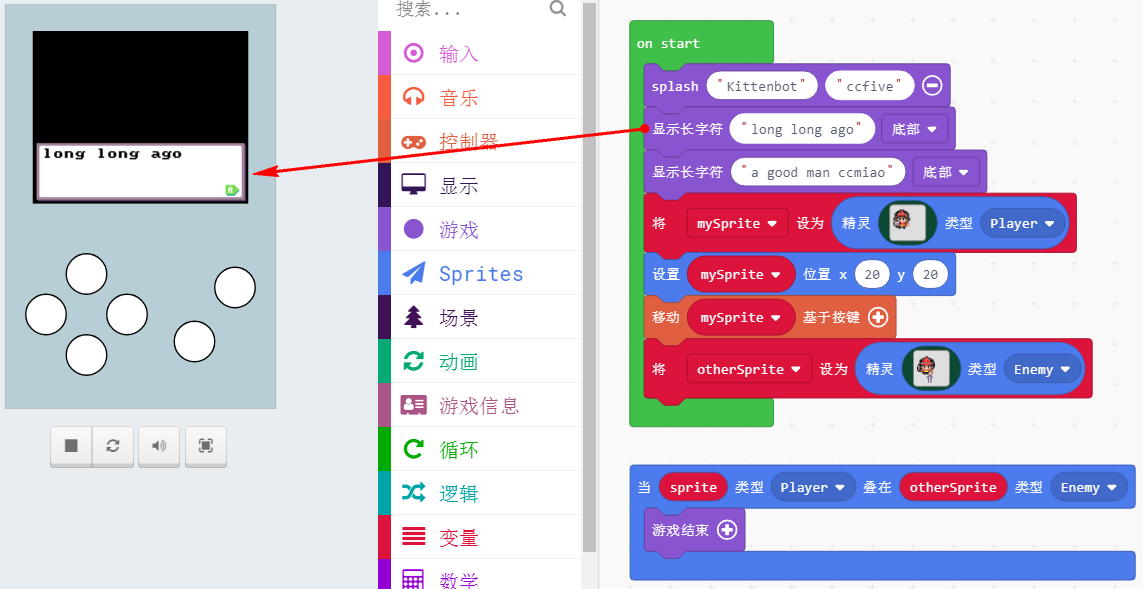 long long ago
A
搜索...
输入
音乐
控制器
显示
游戏
Sprites
场景
动画
游戏信息
循环
逻辑
变量
数学
on start
splash "Kittenbot" "ccfive"
显示长字符 "long long ago" 底部
显示长字符 "a good man ccmiao" 底部
将 mySprite 设为 精灵 类型 Player
设置 mySprite 位置 x 20 y 20
移动 mySprite 基于按键
将 otherSprite 设为 精灵 类型 Enemy
当 sprite 类型 Player 叠在 otherSprite 类型 Enemy
游戏结束